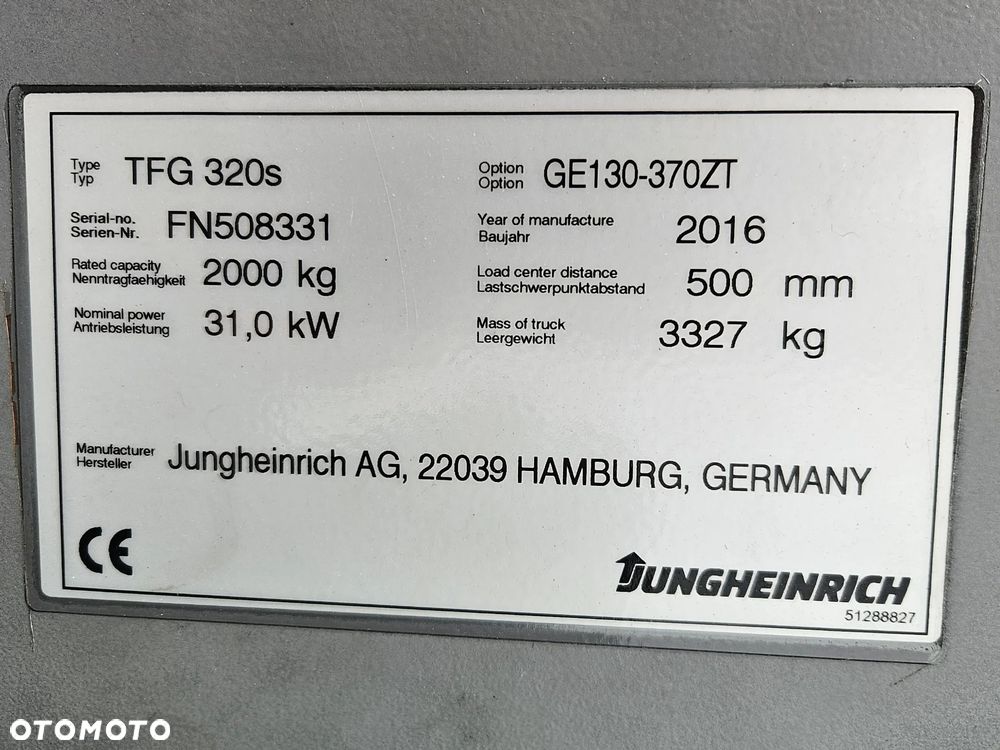 Type TFG 320s Option GE130-370ZT
Typ Option
Serial-no. FN508331 Year of manufacture 2016
Serien-Nr. Baujahr
Rated capacity 2000 kg Load center distance 500 mm
Nenntragfaehigkeit Lastschwerpunktabstand
Nominal power 31,0 kW Mass of truck 3327 kg
Antriebsleistung Leergewicht
Manufacturer Jungheinrich AG, 22039 HAMBURG, GERMANY
Hersteller
CE
JUNGHEINRICH
51288827
OTOMOTO